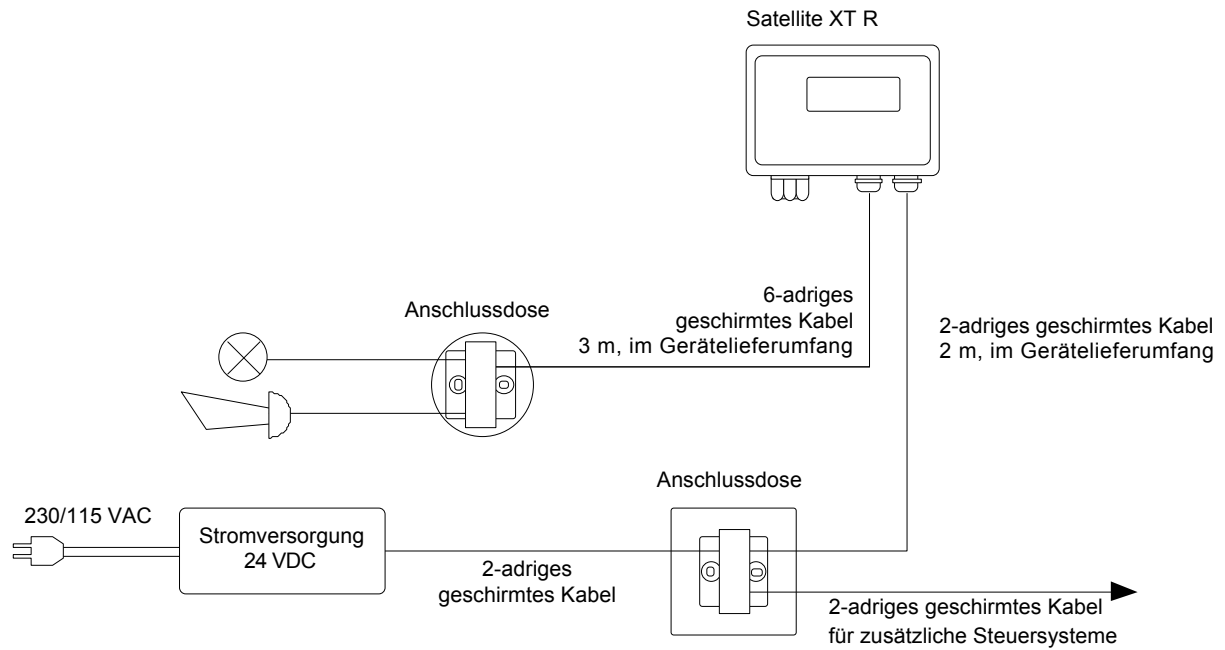 Satellite XT R
Anschlussdose
6-adriges
geschirmtes Kabel
3 m, im Gerätelieferumfang
2-adriges geschirmtes Kabel
2 m, im Gerätelieferumfang
Anschlussdose
230/115 VAC
Stromversorgung
24 VDC
2-adriges
geschirmtes Kabel
2-adriges geschirmtes Kabel
für zusätzliche Steuersysteme